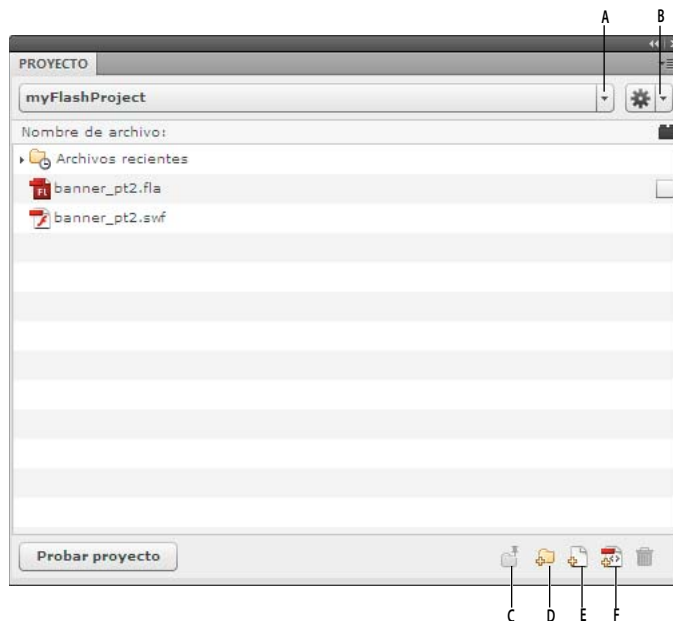 A B
PROYECTO
myFlashProject
Nombre de archivo:
Archivos recientes
banner_pt2.fla
banner_pt2.swf
Probar proyecto
C D E F